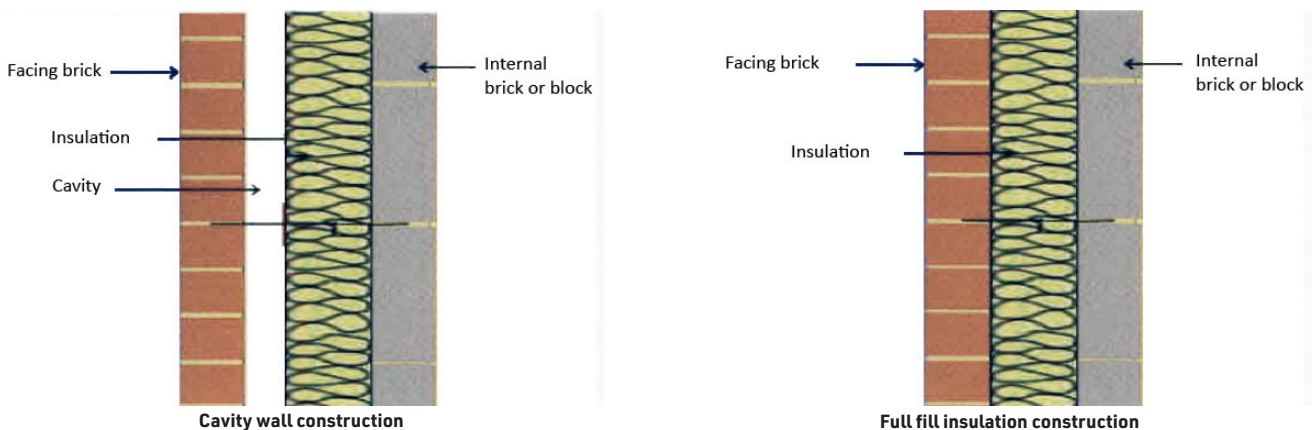 Facing brick
Internal
brick or block
Insulation
Cavity
Cavity wall construction
Facing brick
Internal
brick or block
Insulation
Full fill insulation construction